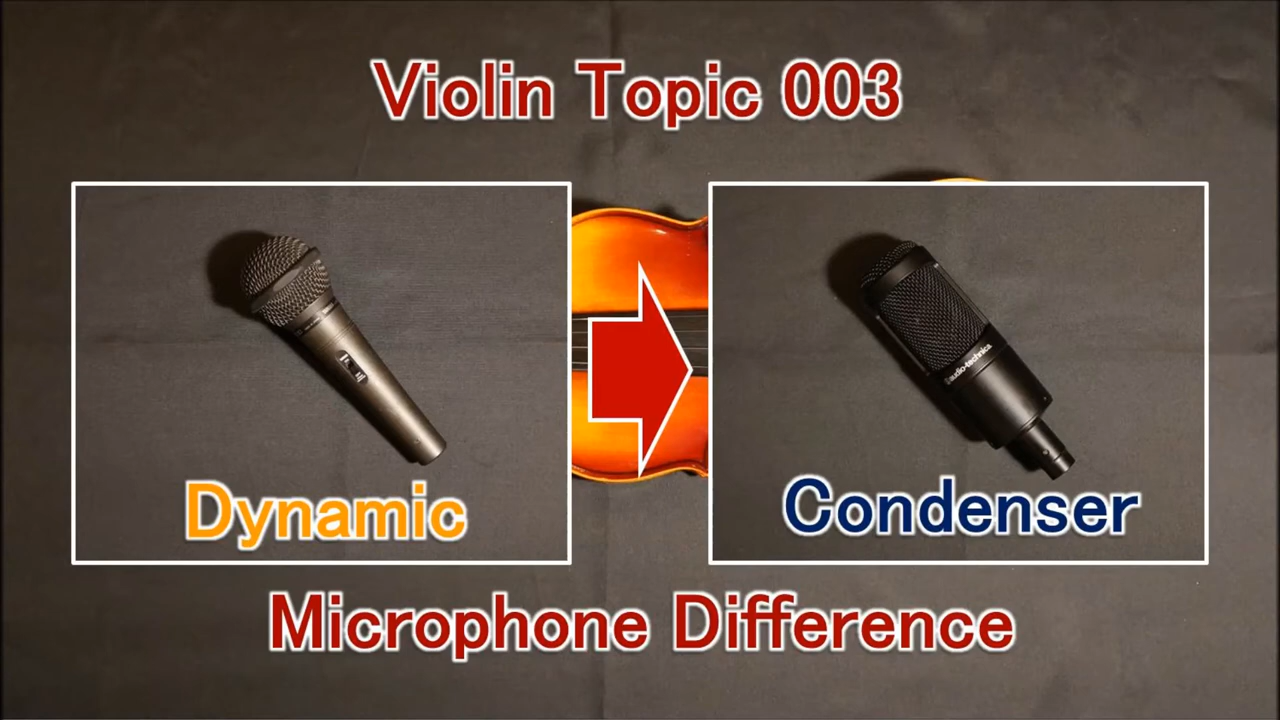 Violin Topic 003
audio-technica
Dynamic
Condenser
Microphone Difference